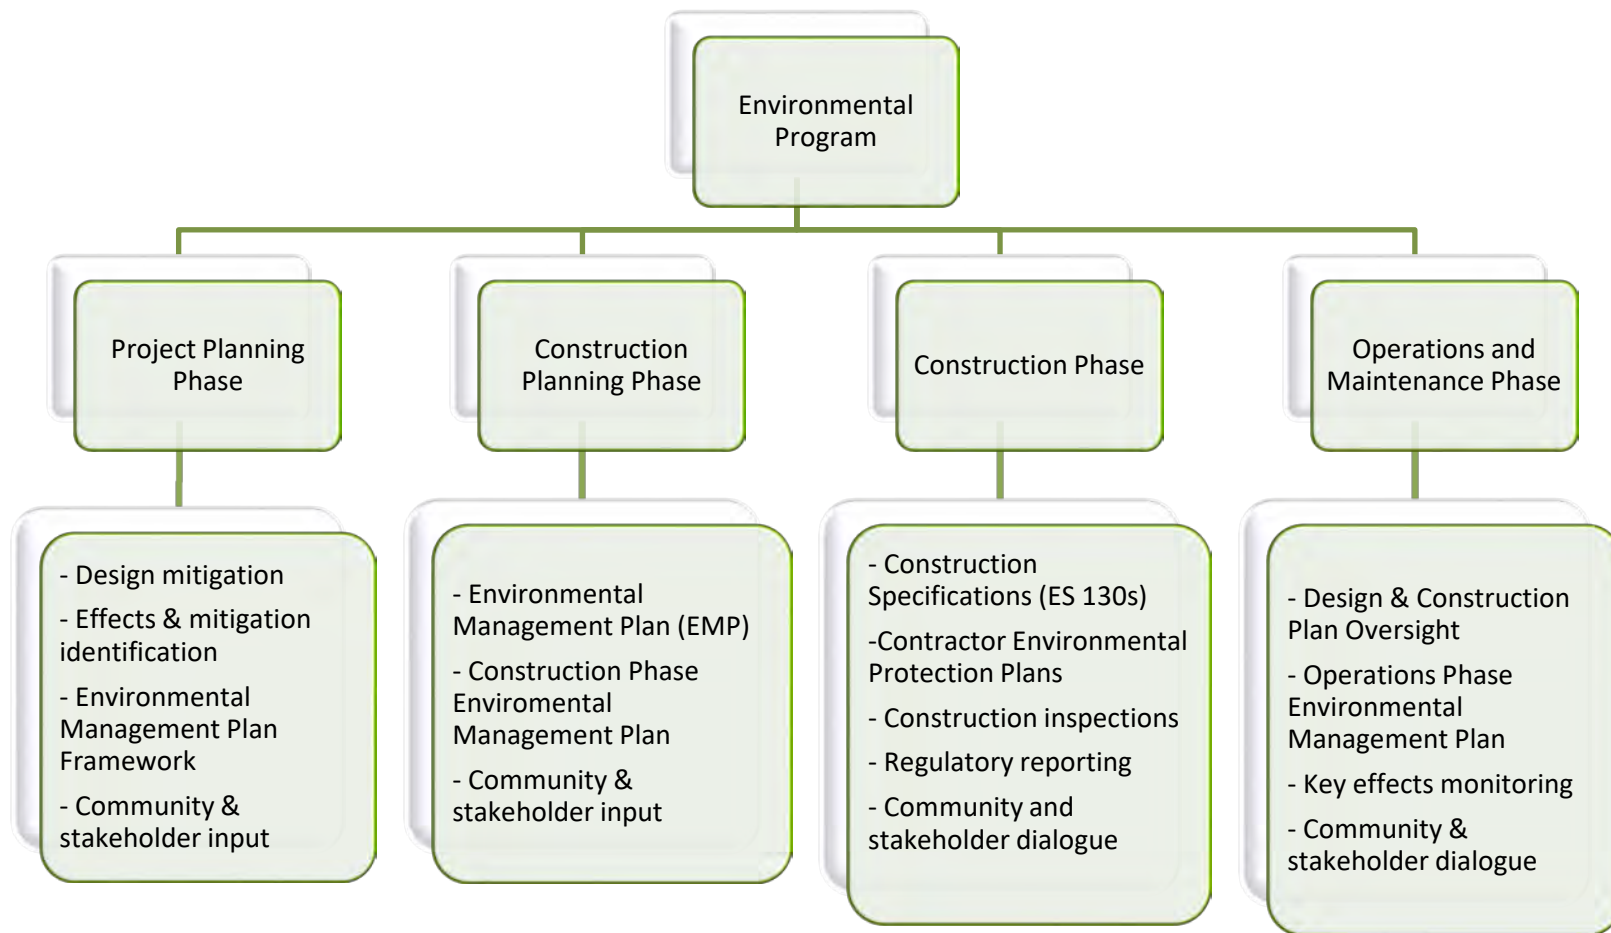 Environmental
Program
Project Planning
Phase
Construction
Planning Phase
Construction Phase
Operations and
Maintenance Phase
- Design mitigation
- Effects & mitigation
identification
- Environmental
Management Plan
Framework
- Community &
stakeholder input
- Environmental
Management Plan (EMP)
- Construction Phase
Enviromental
Management Plan
- Community &
stakeholder input
- Construction
Specifications (ES 130s)
-Contractor Environmental
Protection Plans
- Construction inspections
- Regulatory reporting
- Community and
stakeholder dialogue
- Design & Construction
Plan Oversight
- Operations Phase
Environmental
Management Plan
- Key effects monitoring
- Community &
stakeholder dialogue